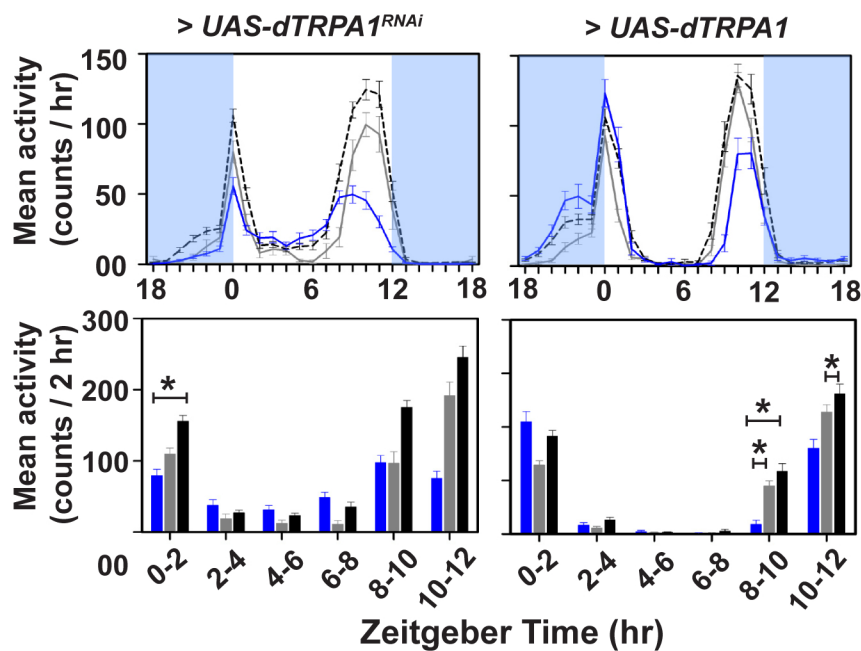 > UAS-dTRPA1RNAi
> UAS-dTRPA1
Mean activity
(counts / hr)
150
100
50
00
18 0 6 12 18
18 0 6 12 18
Mean activity
(counts / 2 hr)
300
200
100
00
*
*
*
*
0-2 2-4 4-6 6-8 8-10 10-12
0-2 2-4 4-6 6-8 8-10 10-12
Zeitgeber Time (hr)